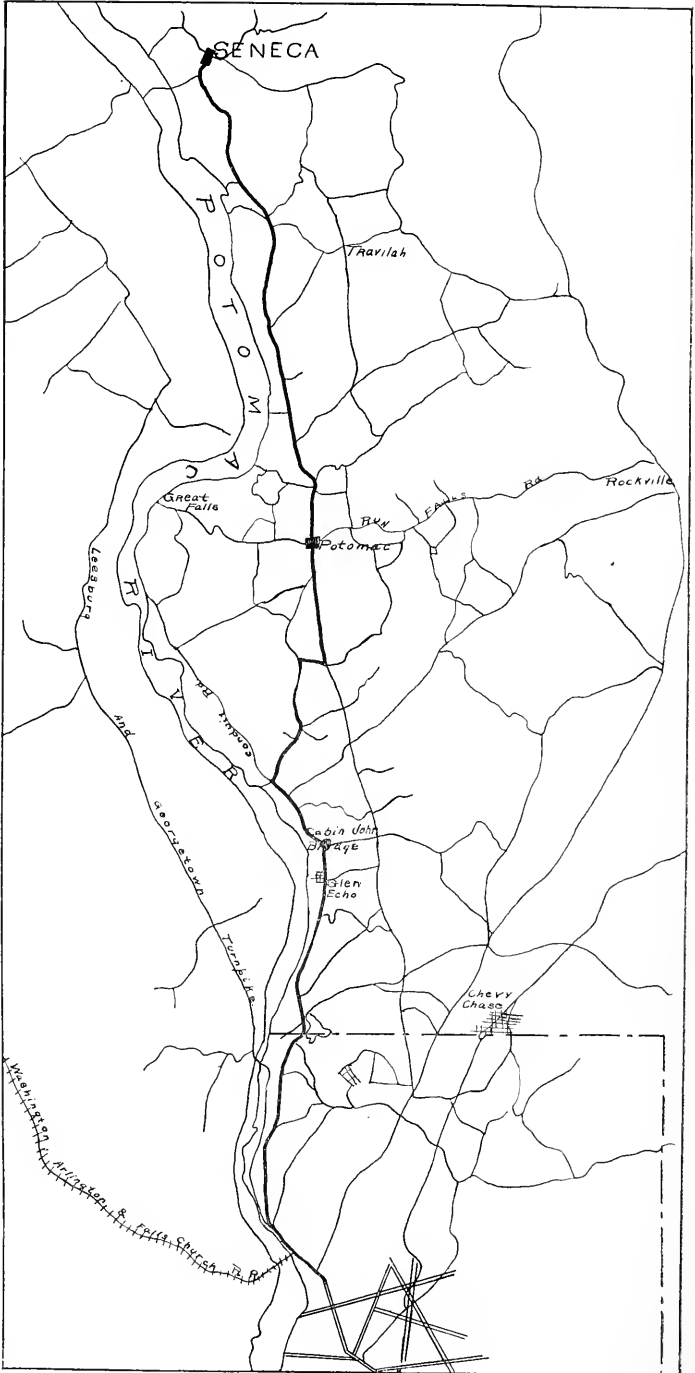 SENECA
POTOMAC RIVER
Travilah
Great
Falls
Rockville
RUN FALLS Rd
Potomac
Leesburg And Georgetown Turnpike
Conduit Rd
Cabin John
Bridge
Glen
Echo
Chevy
Chase
Washington Arlington & Falls Church R.R.